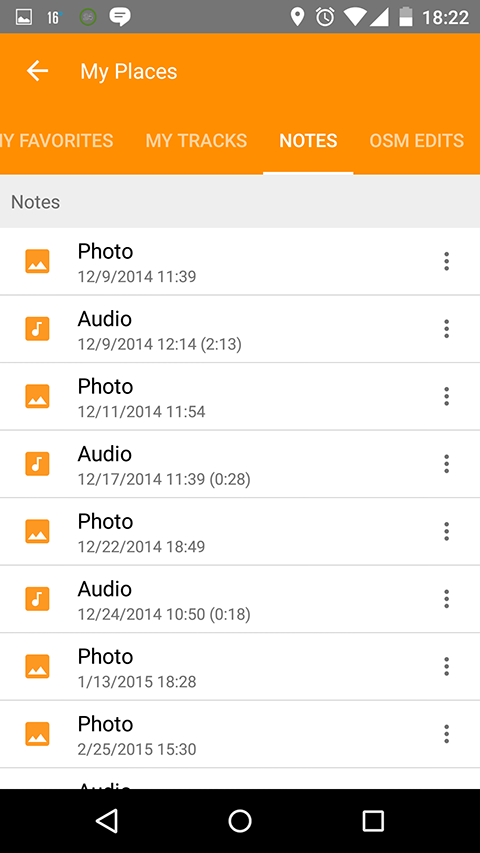 16°
18:22
My Places
Y FAVORITES
MY TRACKS
NOTES
OSM EDITS
Notes
Photo
12/9/2014 11:39
Audio
12/9/2014 12:14 (2:13)
Photo
12/11/2014 11:54
Audio
12/17/2014 11:39 (0:28)
Photo
12/22/2014 18:49
Audio
12/24/2014 10:50 (0:18)
Photo
1/13/2015 18:28
Photo
2/25/2015 15:30
Audio